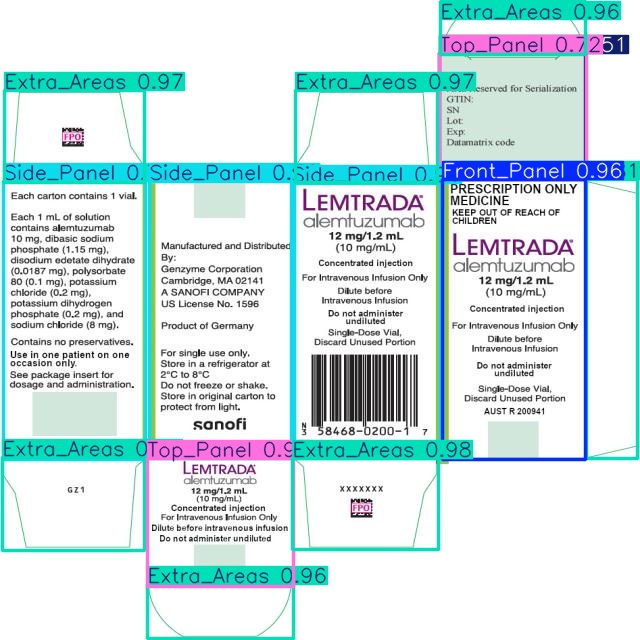 Extra_Areas 0.96
Top_Panel 0.72
51
Reserved for Serialization
GTIN:
SN
Lot:
Exp:
Datamatrix code
Extra_Areas 0.97
FPO
Extra_Areas 0.97
Side_Panel 0.
Each carton contains 1 vial.
Each 1 mL of solution
contains alemtuzumab
10 mg, dibasic sodium
phosphate (1.15 mg),
disodium edetate dihydrate
(0.0187 mg), polysorbate
80 (0.1 mg), potassium
chloride (0.2 mg),
potassium dihydrogen
phosphate (0.2 mg), and
sodium chloride (8 mg).
Contains no preservatives.
Use in one patient on one
occasion only.
See package insert for
dosage and administration.
Side_Panel 0.
Manufactured and Distributed
By:
Genzyme Corporation
Cambridge, MA 02141
A SANOFI COMPANY
US License No. 1596
Product of Germany
For single use only.
Store in a refrigerator at
2°C to 8°C
Do not freeze or shake.
Store in original carton to
protect from light.
sanofi
Side_Panel 0.
LEMTRADA®
alemtuzumab
12 mg/1.2 mL
(10 mg/mL)
Concentrated injection
For Intravenous Infusion Only
Dilute before
Intravenous Infusion
Do not administer
undiluted
Single-Dose Vial,
Discard Unused Portion
N
3 58468-0200-1 7
Front_Panel 0.96
PRESCRIPTION ONLY
MEDICINE
KEEP OUT OF REACH OF
CHILDREN
LEMTRADA®
alemtuzumab
12 mg/1.2 mL
(10 mg/mL)
Concentrated injection
For Intravenous Infusion Only
Dilute before
Intravenous Infusion
Do not administer
undiluted
Single-Dose Vial,
Discard Unused Portion
AUST R 200941
Extra_Areas 0
GZ1
Top_Panel 0.9
LEMTRADA®
alemtuzumab
12 mg/1.2 mL
(10 mg/mL)
Concentrated injection
For Intravenous Infusion Only
Dilute before intravenous infusion
Do not administer undiluted
Extra_Areas 0.98
XXXXXXX
FPO
Extra_Areas 0.96